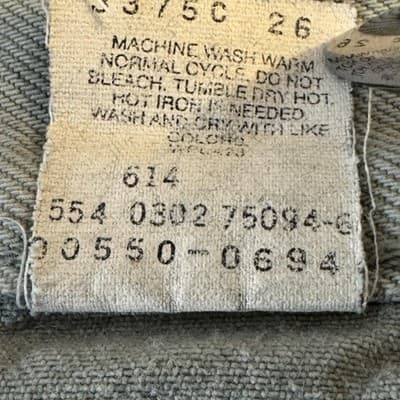 S375C 26
MACHINE WASH WARM
NORMAL CYCLE. DO NOT
BLEACH. TUMBLE DRY HOT.
HOT IRON IF NEEDED.
WASH AND DRY WITH LIKE
COLORS.
614
554 0302 75094-6
00550-0694